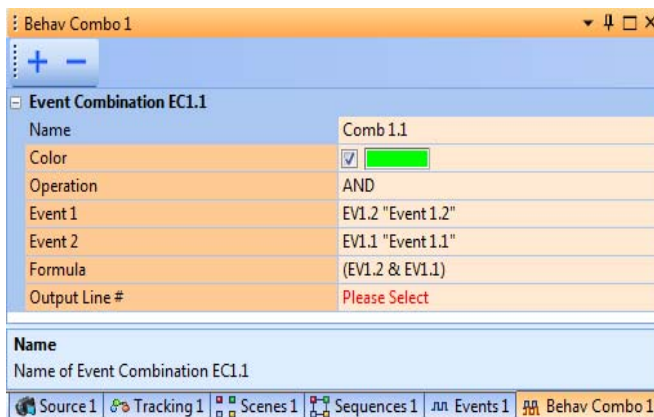 Behav Combo 1
Event Combination EC1.1
Name Comb 1.1
Color
Operation AND
Event 1 EV1.2 "Event 1.2"
Event 2 EV1.1 "Event 1.1"
Formula (EV1.2 & EV1.1)
Output Line # Please Select
Name
Name of Event Combination EC1.1
Source 1 Tracking 1 Scenes 1 Sequences 1 Events 1 Behav Combo 1